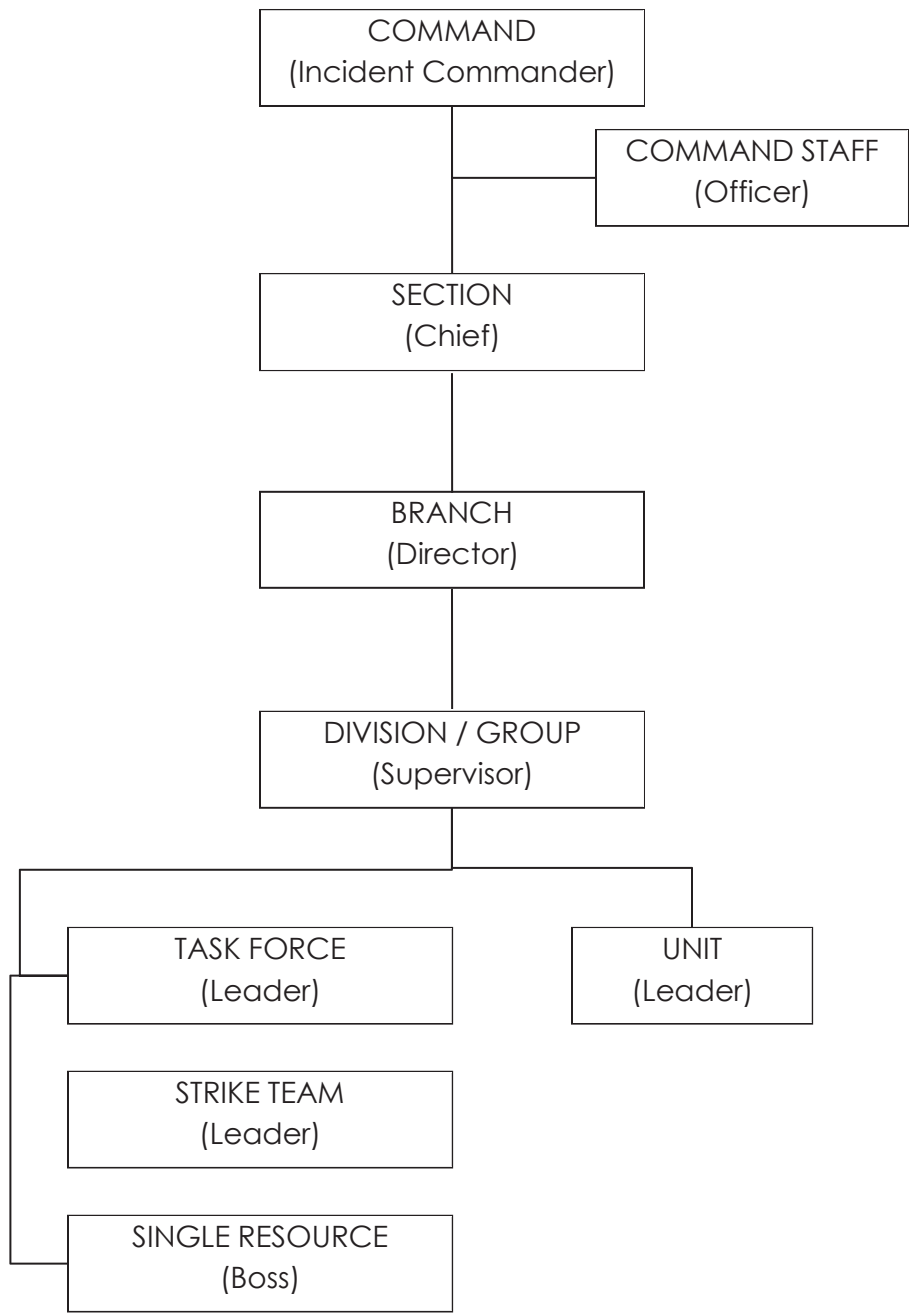 COMMAND
(Incident Commander)
COMMAND STAFF
(Officer)
SECTION
(Chief)
BRANCH
(Director)
DIVISION / GROUP
(Supervisor)
TASK FORCE
(Leader)
UNIT
(Leader)
STRIKE TEAM
(Leader)
SINGLE RESOURCE
(Boss)